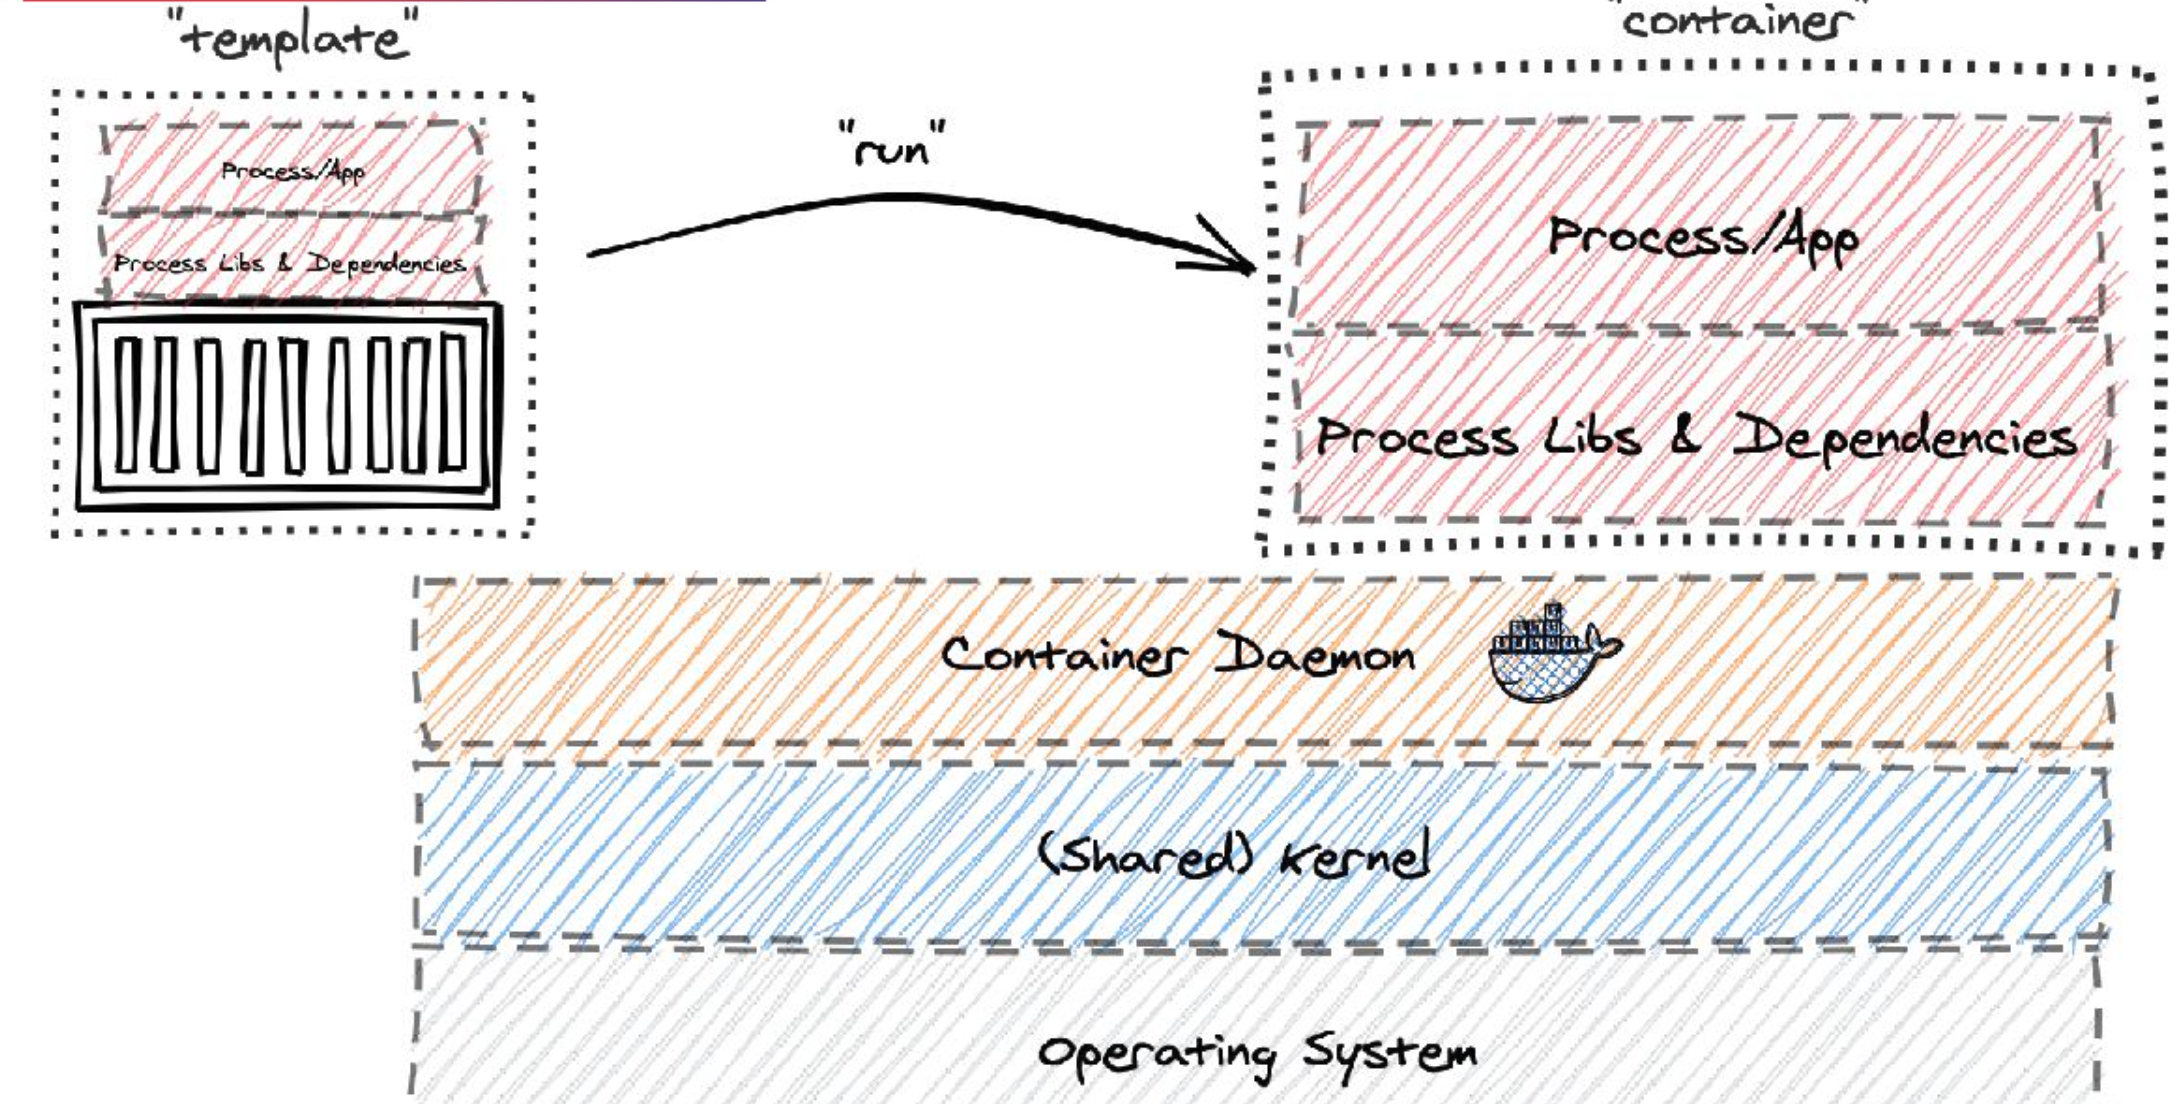 "template"
"container"
"run"
Process/App
Process Libs & Dependencies
Process/App
Process Libs & Dependencies
Container Daemon
(Shared) Kernel
Operating System